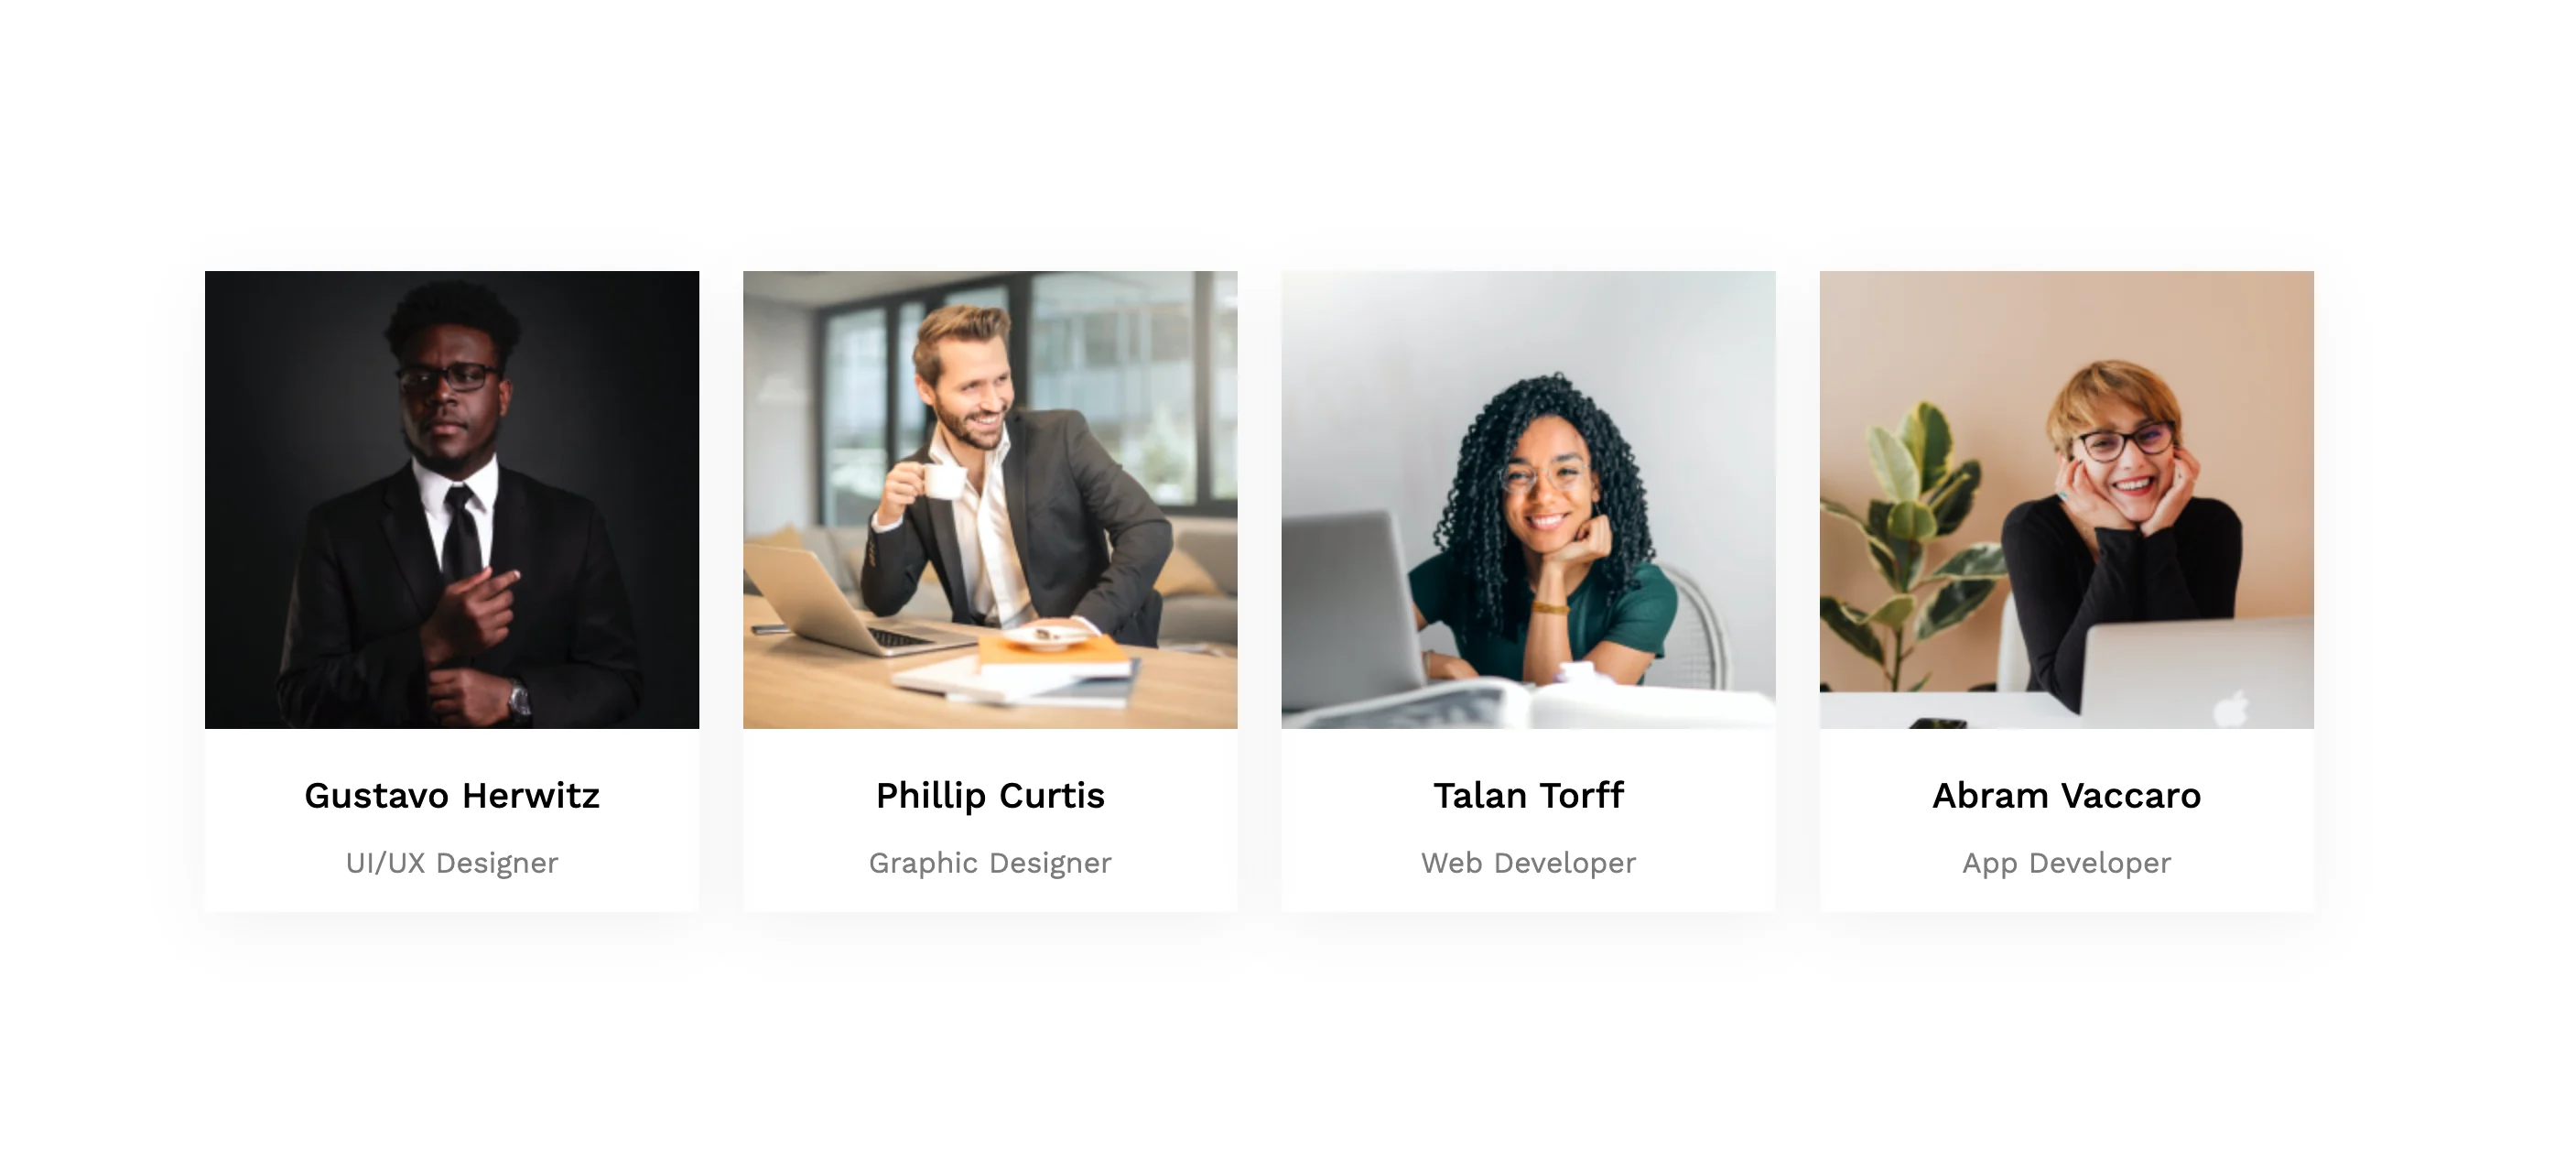 Gustavo Herwitz
UI/UX Designer
Phillip Curtis
Graphic Designer
Talan Torff
Web Developer
Abram Vaccaro
App Developer